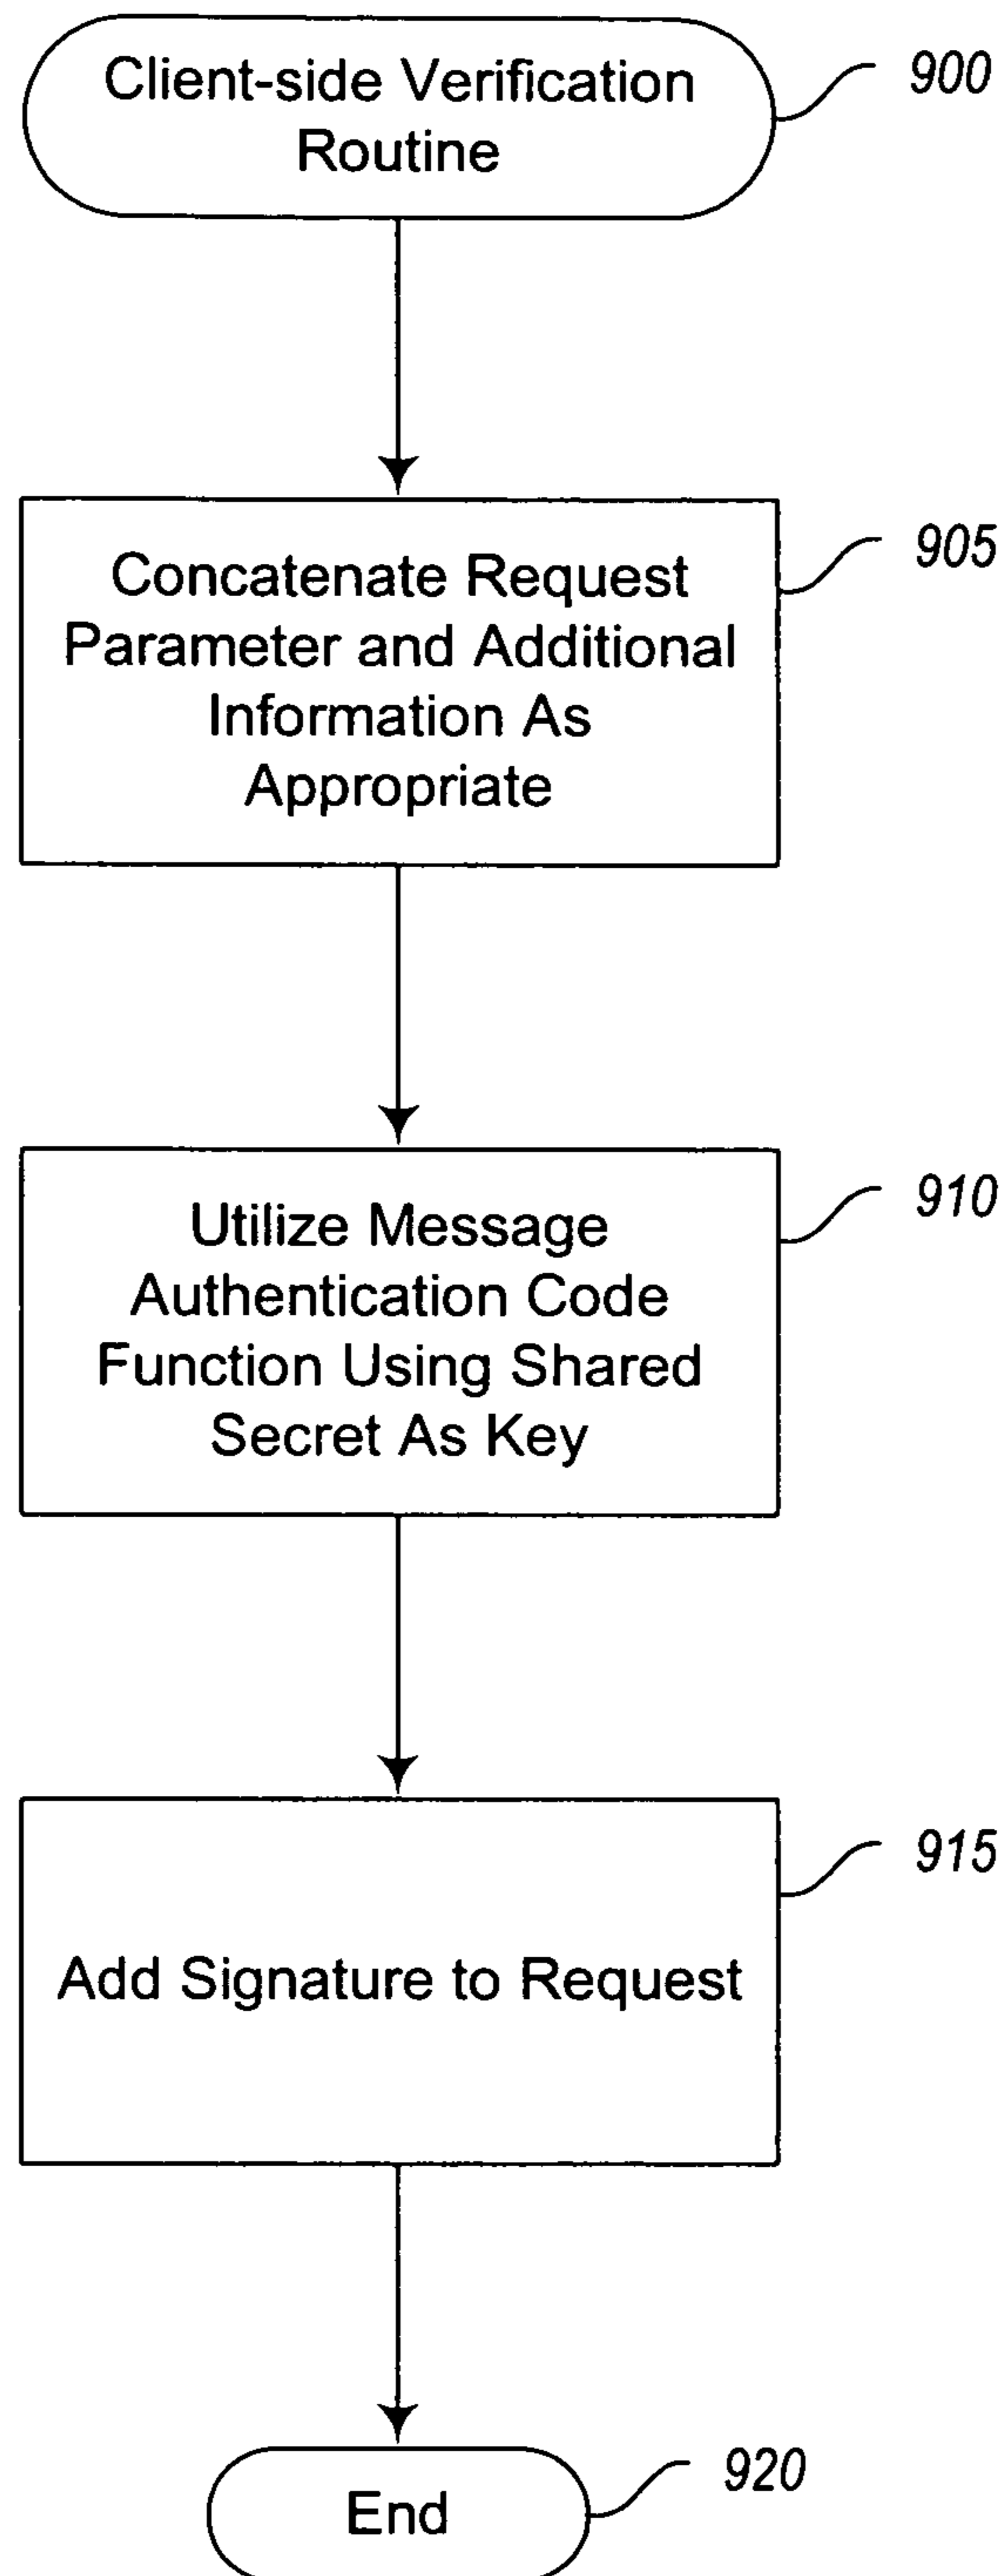 Client-side Verification
Routine
900
Concatenate Request
Parameter and Additional
Information As
Appropriate
905
Utilize Message
Authentication Code
Function Using Shared
Secret As Key
910
Add Signature to Request
915
End
920